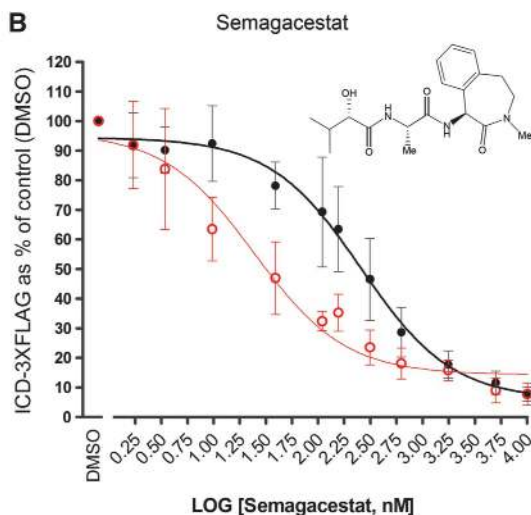 B
Semagacestat
ICD-3XFLAG as % of control (DMSO)
120
110
100
90
80
70
60
50
40
30
20
10
0
OH
H
N
O
Me
O
N
H
O
N
Me
DMSO
0.25
0.50
0.75
1.00
1.25
1.50
1.75
2.00
2.25
2.50
2.75
3.00
3.25
3.50
3.75
4.00
LOG [Semagacestat, nM]